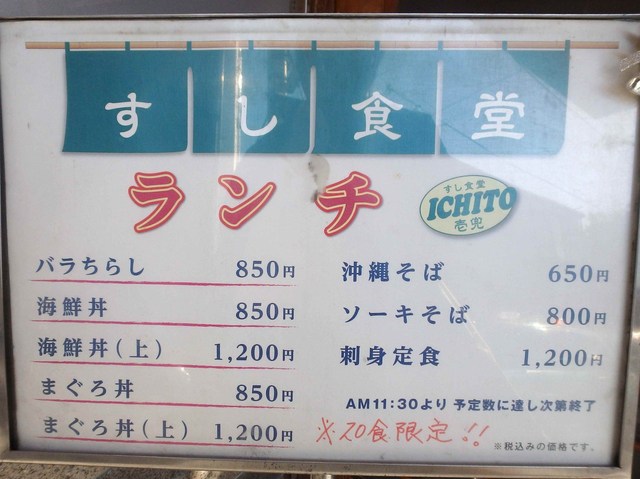 すし食堂
ランチ
すし食堂
ICHITO
壱兜
バラちらし 850円
海鮮丼 850円
海鮮丼(上) 1,200円
まぐろ丼 850円
まぐろ丼(上) 1,200円
沖縄そば 650円
ソーキそば 800円
刺身定食 1,200円
AM11:30より 予定数に達し次第終了
※20食限定!!
※税込みの価格です。